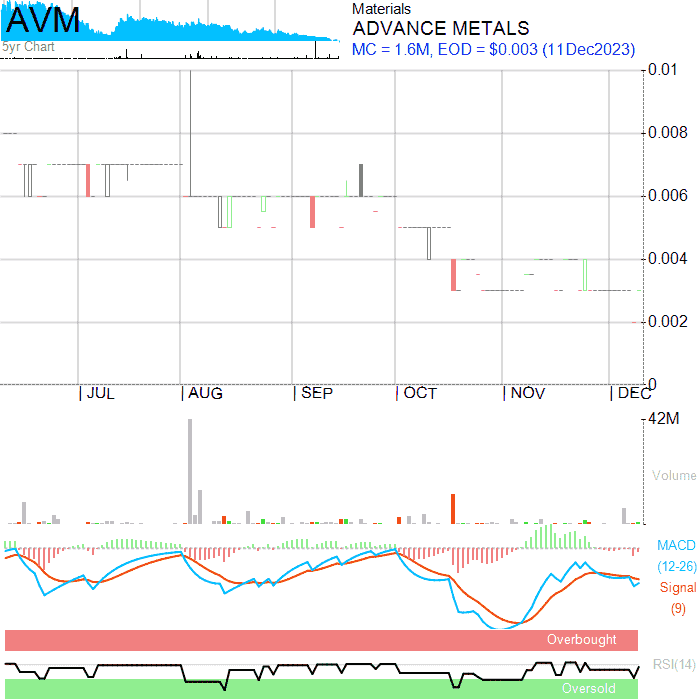 AVM
5yr Chart
Materials
ADVANCE METALS
MC = 1.6M, EOD = $0.003 (11Dec2023)
0.01
0.008
0.006
0.004
0.002
0
JUL
AUG
SEP
OCT
NOV
DEC
42M
Volume
MACD
(12-26)
Signal
(9)
Overbought
RSI(14)
Oversold